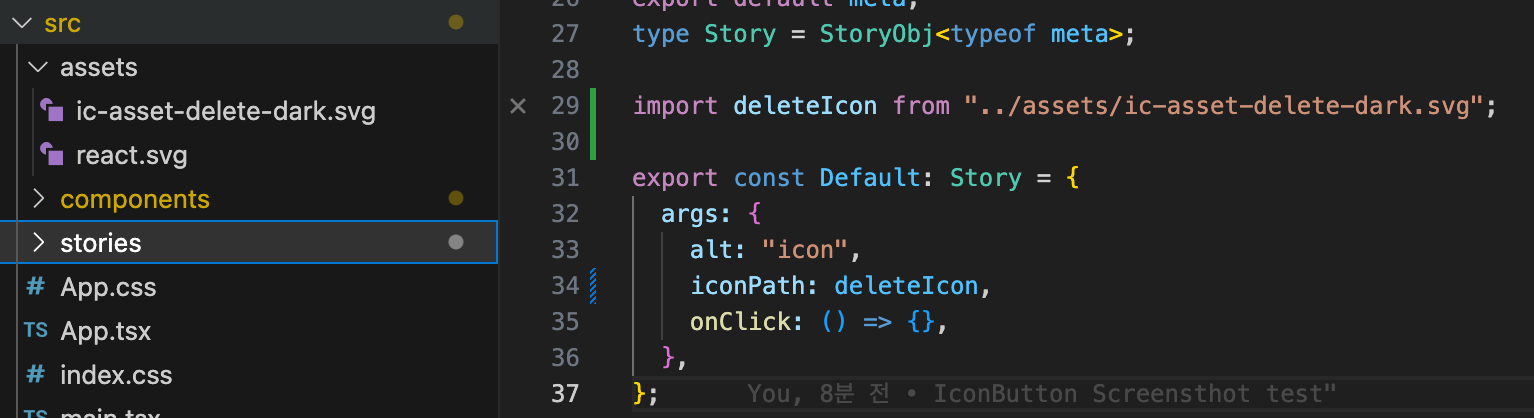 src
assets
ic-asset-delete-dark.svg
react.svg
components
stories
# App.css
TS App.tsx
# index.css
TS main.tsx
26 export default meta;
27 type Story = StoryObj<typeof meta>;
28
29 import deleteIcon from "../assets/ic-asset-delete-dark.svg";
30
31 export const Default: Story = {
32 args: {
33 alt: "icon",
34 iconPath: deleteIcon,
35 onClick: () => {},
36 },
37 }; You, 8분 전 • IconButton Screensthot test"